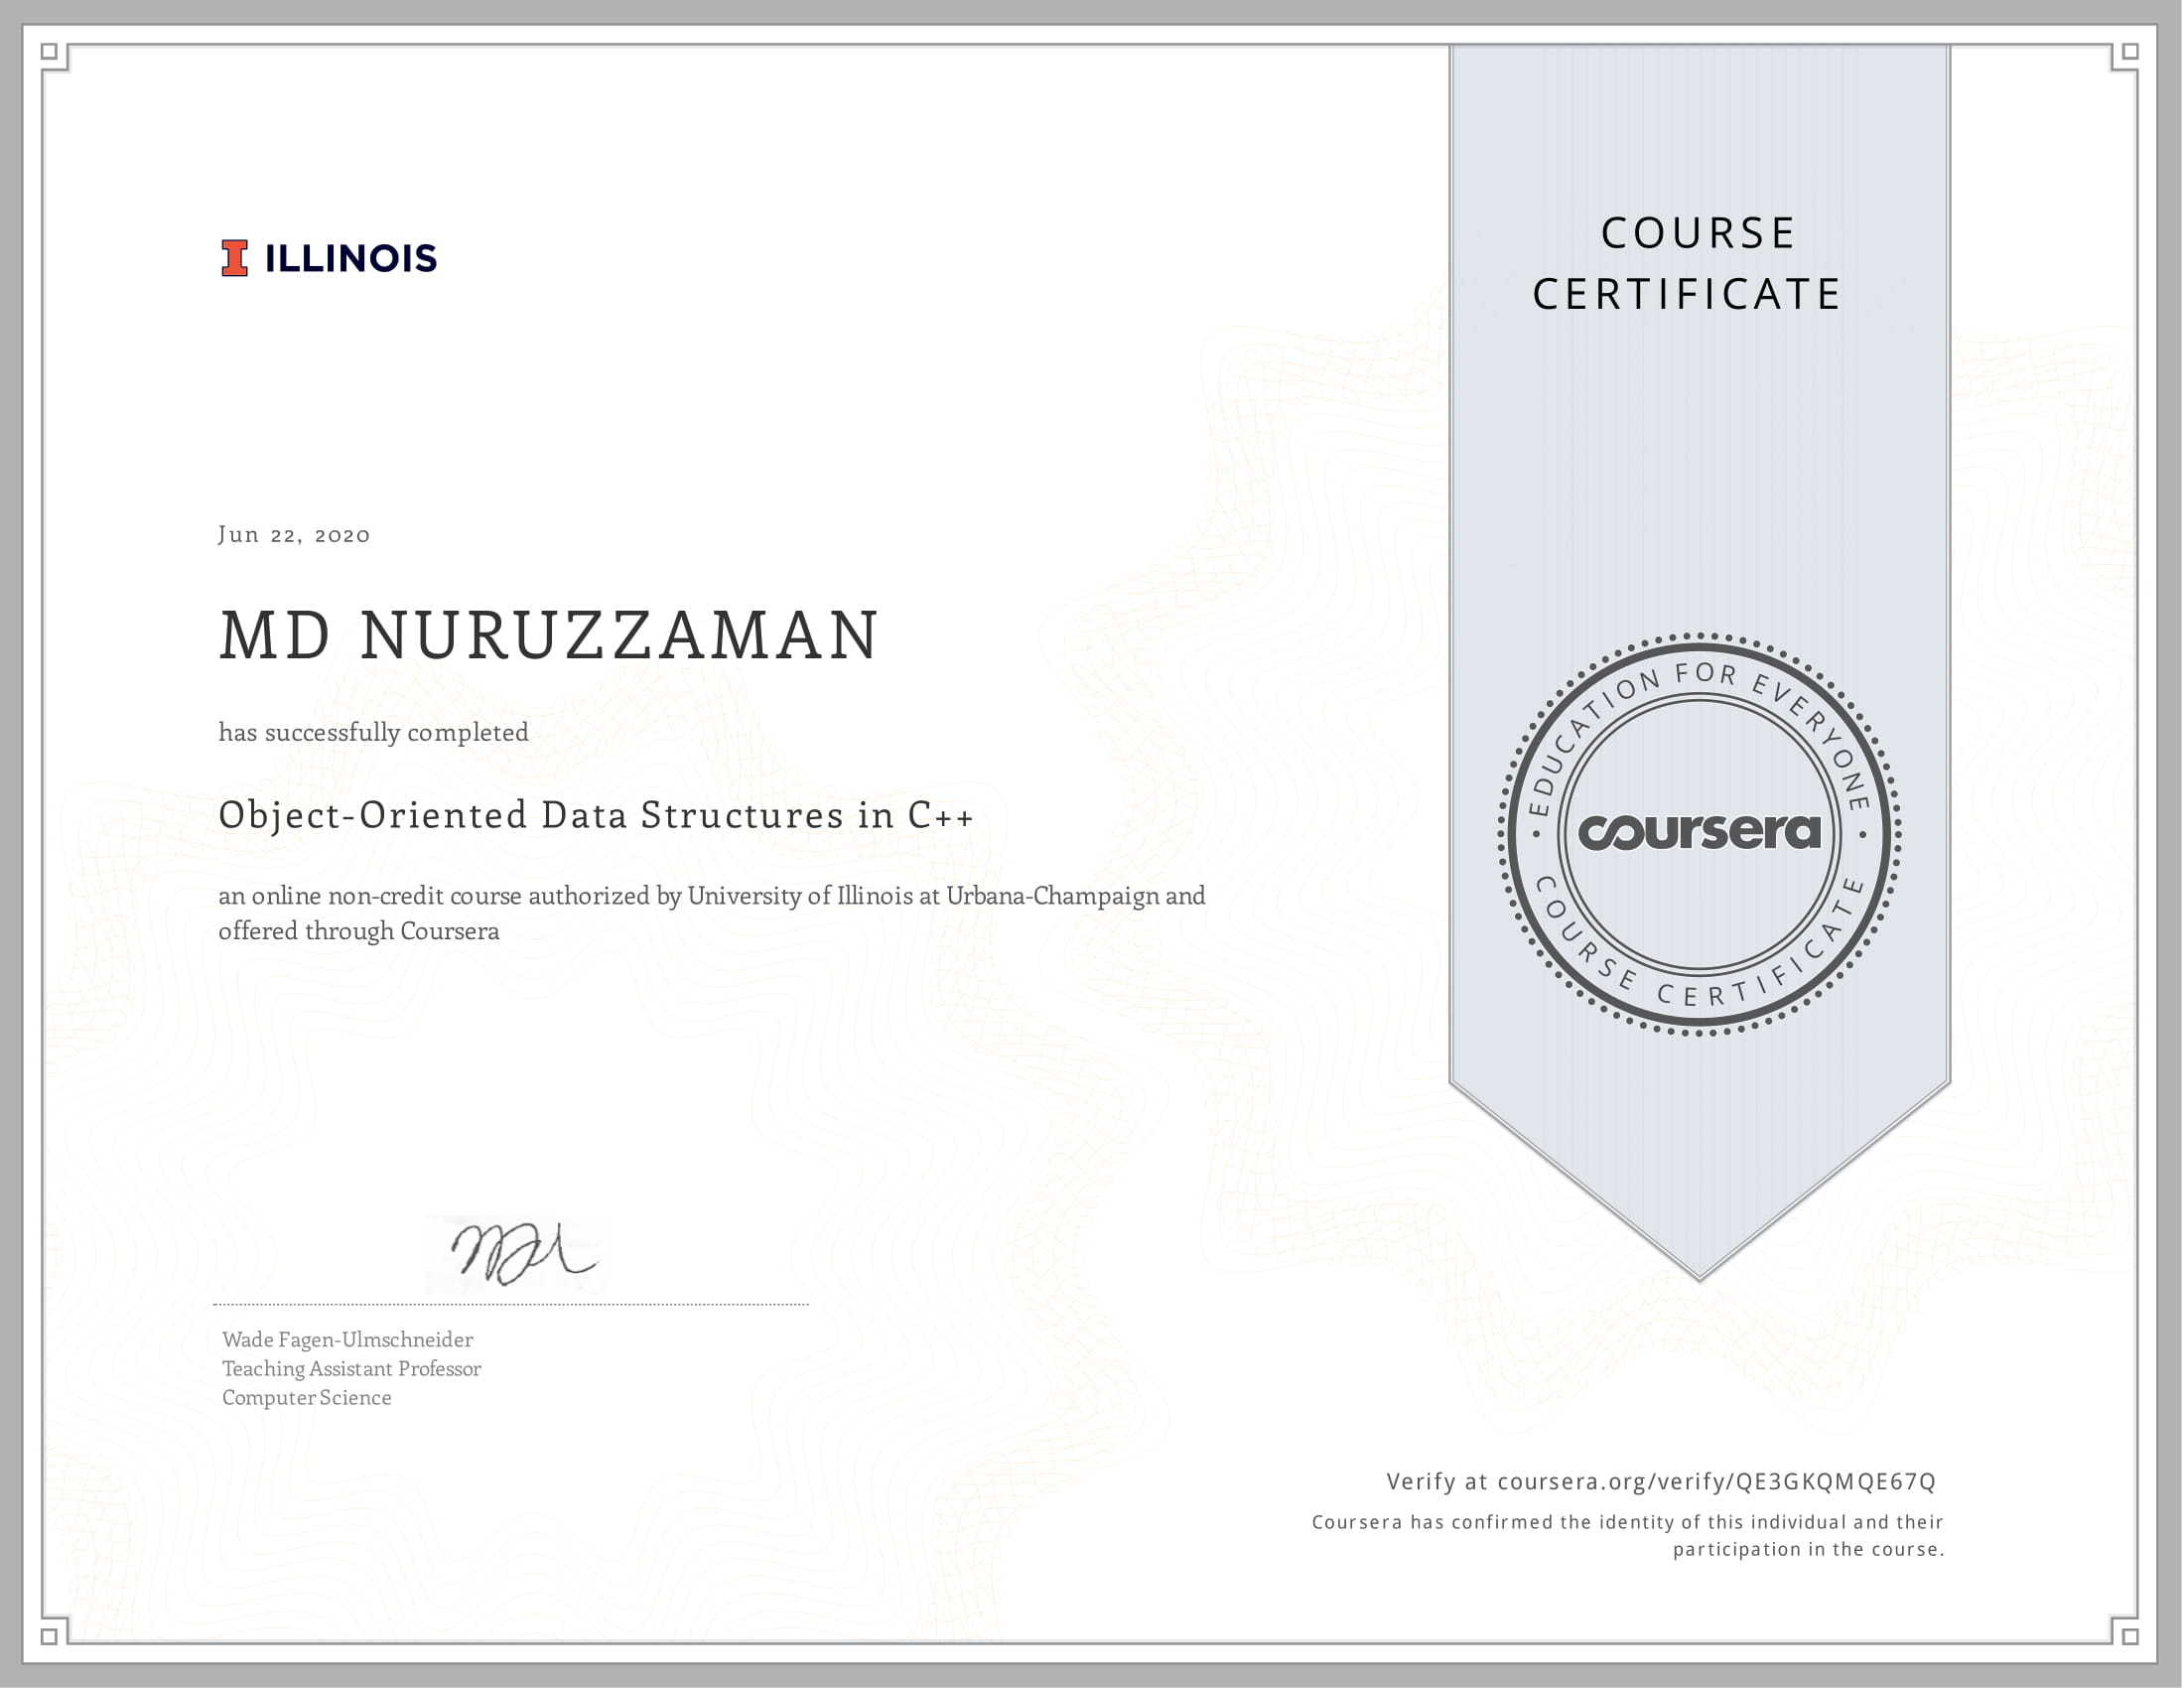 ILLINOIS
COURSE
CERTIFICATE
Jun 22, 2020
MD NURUZZAMAN
has successfully completed
Object-Oriented Data Structures in C++
an online non-credit course authorized by University of Illinois at Urbana-Champaign and
offered through Coursera
EDUCATION FOR EVERYONE
coursera
COURSE CERTIFICATE
Wade Fagen-Ulmschneider
Teaching Assistant Professor
Computer Science
Verify at coursera.org/verify/QE3GKQMQE67Q
Coursera has confirmed the identity of this individual and their
participation in the course.